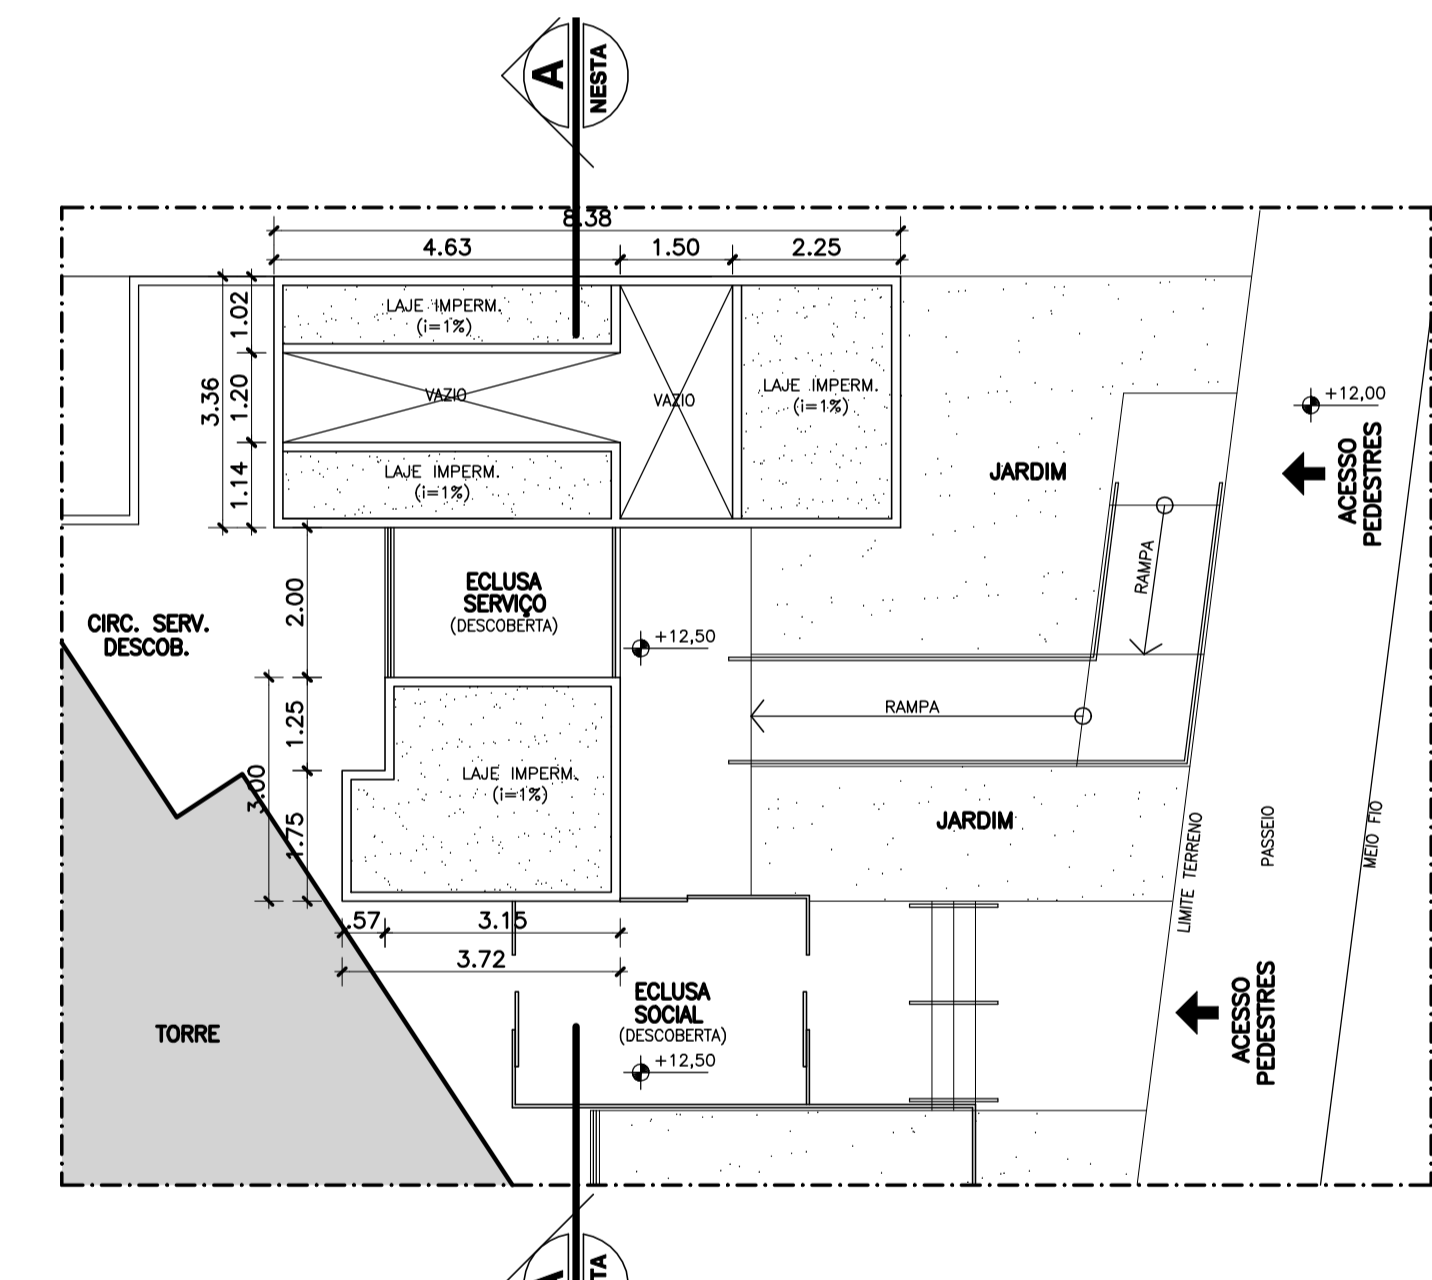 A
NESTA
8.38
4.63
1.50
2.25
LAJE IMPERM.
(i=1%)
1.02
3.36
1.20
1.14
VAZIO
VAZIO
LAJE IMPERM.
(i=1%)
LAJE IMPERM.
(i=1%)
+12,00
ACESSO
PEDESTRES
JARDIM
RAMPA
ECLUSA
SERVIÇO
(DESCOBERTA)
2.00
CIRC. SERV.
DESCOB.
+12,50
RAMPA
1.25
3.00
1.75
LAJE IMPERM.
(i=1%)
JARDIM
LIMITE TERRENO
PASSEIO
MEIO FIO
.57
3.15
3.72
ECLUSA
SOCIAL
(DESCOBERTA)
+12,50
TORRE
ACESSO
PEDESTRES